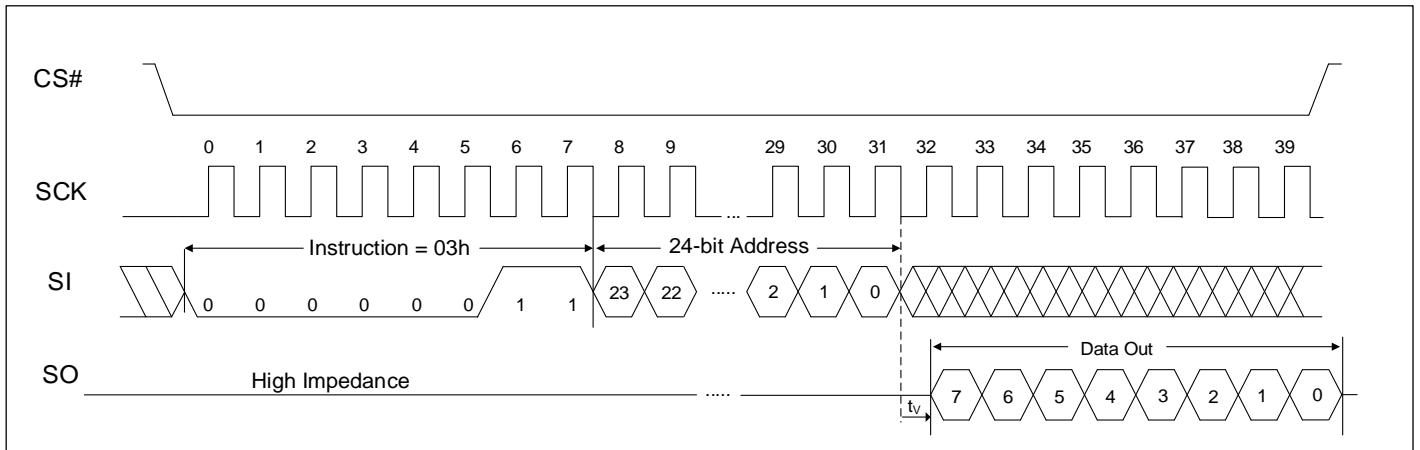 CS#
0 1 2 3 4 5 6 7 8 9 29 30 31 32 33 34 35 36 37 38 39
SCK
...
Instruction = 03h 24-bit Address
SI
0 0 0 0 0 0 1 1 23 22 ..... 2 1 0
Data Out
SO
High Impedance .....
tV
7 6 5 4 3 2 1 0